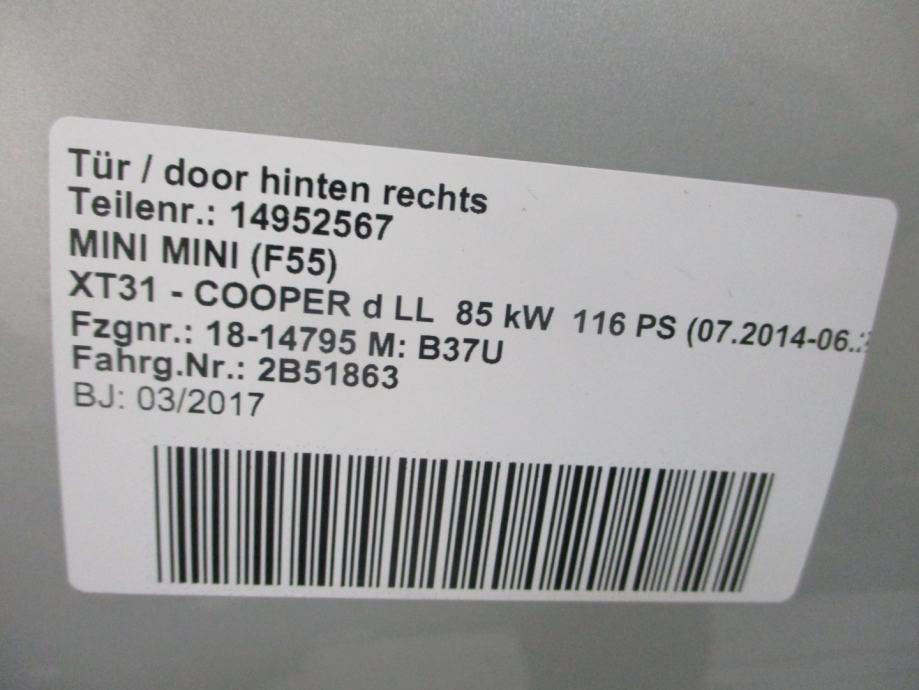 Tür / door hinten rechts
Teilenr.: 14952567
MINI MINI (F55)
XT31 - COOPER d LL 85 kW 116 PS (07.2014-06.
Fzgnr.: 18-14795 M: B37U
Fahrg.Nr.: 2B51863
BJ: 03/2017